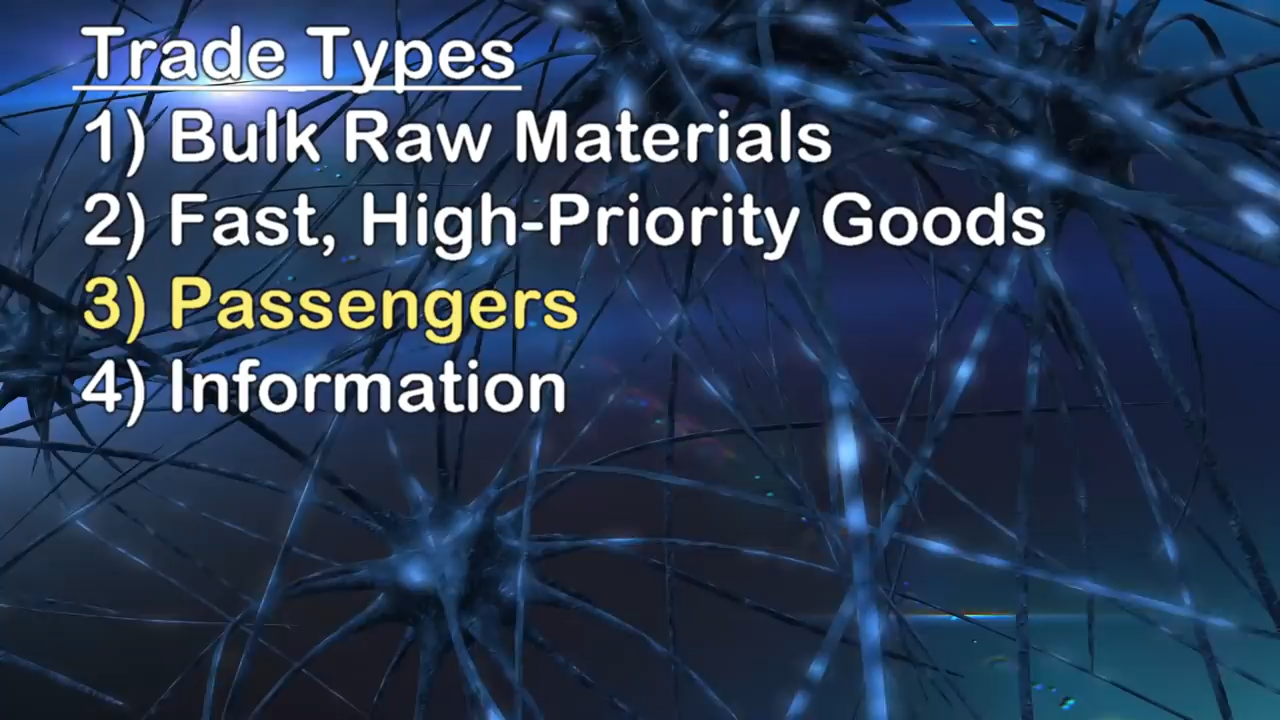 Trade Types
1) Bulk Raw Materials
2) Fast, High-Priority Goods
3) Passengers
4) Information